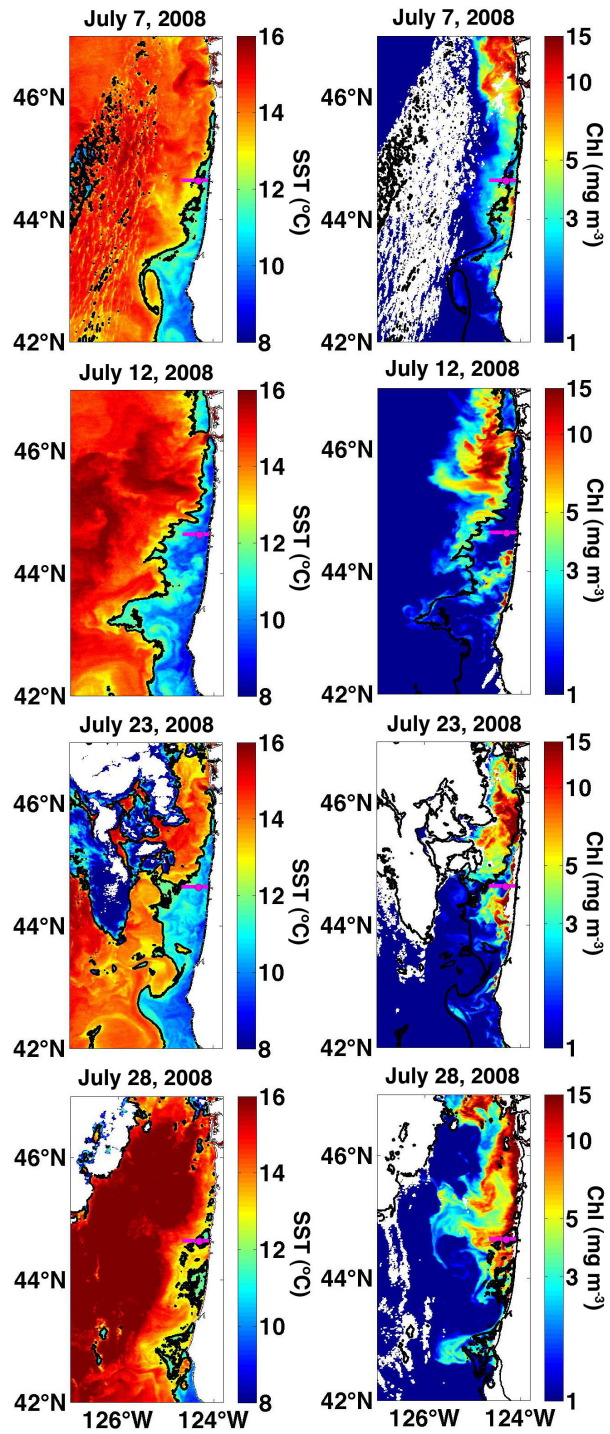 July 7, 2008
July 7, 2008
46°N
44°N
42°N
16
14
12
10
8
SST (°C)
46°N
44°N
42°N
15
10
5
3
1
Chl (mg m-3)
July 12, 2008
July 12, 2008
46°N
44°N
42°N
16
14
12
10
8
SST (°C)
46°N
44°N
42°N
15
10
5
3
1
Chl (mg m-3)
July 23, 2008
July 23, 2008
46°N
44°N
42°N
16
14
12
10
8
SST (°C)
46°N
44°N
42°N
15
10
5
3
1
Chl (mg m-3)
July 28, 2008
July 28, 2008
46°N
44°N
42°N
16
14
12
10
8
SST (°C)
46°N
44°N
42°N
15
10
5
3
1
Chl (mg m-3)
126°W 124°W
126°W 124°W